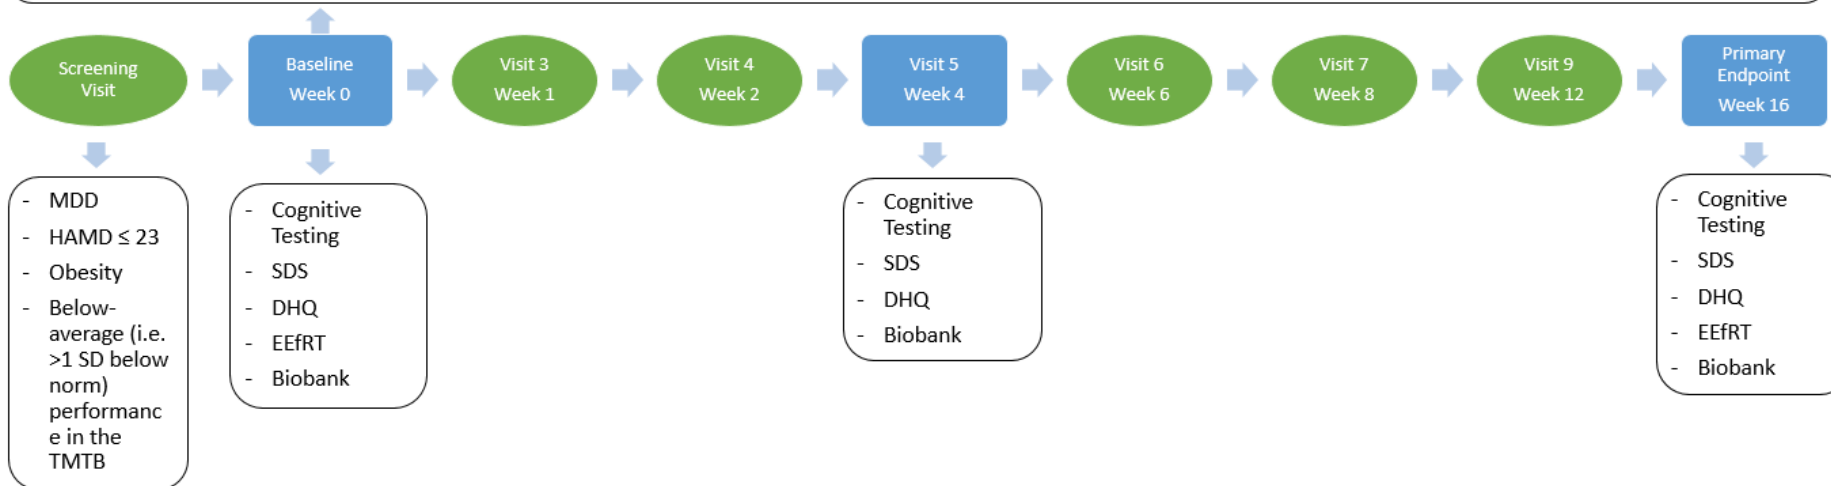 Screening
Visit
Baseline
Week 0
Visit 3
Week 1
Visit 4
Week 2
Visit 5
Week 4
Visit 6
Week 6
Visit 7
Week 8
Visit 9
Week 12
Primary
Endpoint
Week 16
- MDD
- HAMD ≤ 23
- Obesity
- Below-
average (i.e.
>1 SD below
norm)
performanc
e in the
TMTB
- Cognitive
Testing
- SDS
- DHQ
- EEfRT
- Biobank
- Cognitive
Testing
- SDS
- DHQ
- Biobank
- Cognitive
Testing
- SDS
- DHQ
- EEfRT
- Biobank